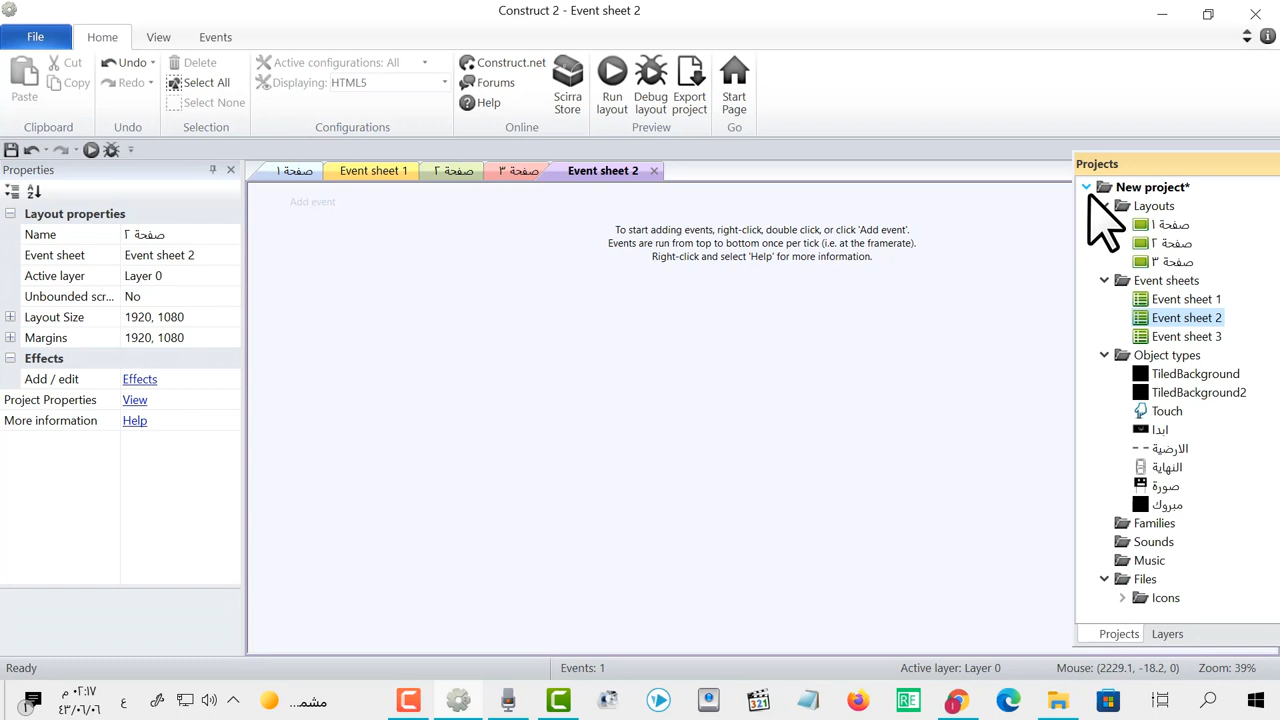 Construct 2 - Event sheet 2
File Home View Events
Paste Cut Copy Clipboard
Undo Redo Undo
Delete Select All Select None Selection
Active configurations: All
Displaying: HTML5
Configurations
Construct.net Forums Help
Scirra Store
Online
Run layout Debug layout Export project
Preview
Start Page
Go
Properties
Layout properties
Name صفحة ٢
Event sheet Event sheet 2
Active layer Layer 0
Unbounded scr... No
Layout Size 1920, 1080
Margins 1920, 1080
Effects
Add / edit Effects
Project Properties View
More information Help
صفحة ١ Event sheet 1 صفحة ٢ صفحة ٣ Event sheet 2
Add event
To start adding events, right-click, double click, or click 'Add event'.
Events are run from top to bottom once per tick (i.e. at the framerate).
Right-click and select 'Help' for more information.
Projects
New project*
Layouts
صفحة ١
صفحة ٢
صفحة ٣
Event sheets
Event sheet 1
Event sheet 2
Event sheet 3
Object types
TiledBackground
TiledBackground2
Touch
ابدا
الارضية
النهاية
صورة
مبروك
Families
Sounds
Music
Files
Icons
Projects Layers
Ready Events: 1 Active layer: Layer 0 Mouse: (2229.1, -18.2, 0) Zoom: 39%
٠٢:١٧ م
٤٣/٠٦/٠٦
ع
مشمـ...
321
RE